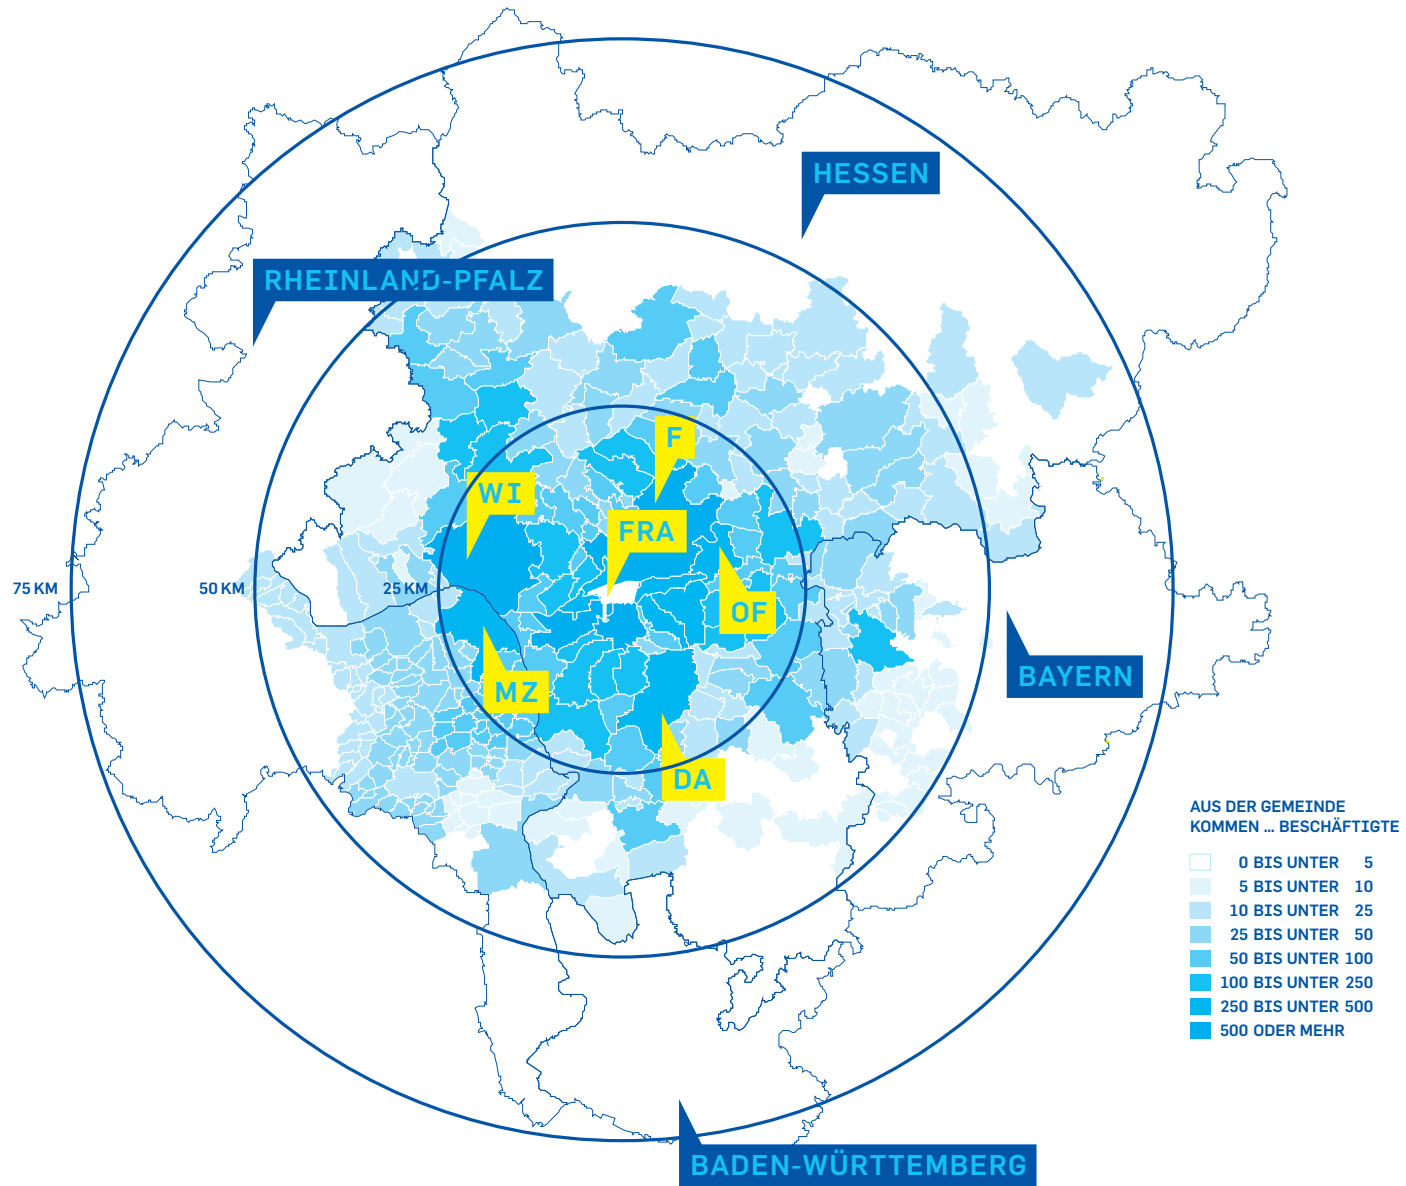 HESSEN
RHEINLAND-PFALZ
F
WI
FRA
75 KM
50 KM
25 KM
OF
BAYERN
MZ
DA
AUS DER GEMEINDE
KOMMEN ... BESCHÄFTIGTE
0 BIS UNTER 5
5 BIS UNTER 10
10 BIS UNTER 25
25 BIS UNTER 50
50 BIS UNTER 100
100 BIS UNTER 250
250 BIS UNTER 500
500 ODER MEHR
BADEN-WÜRTTEMBERG